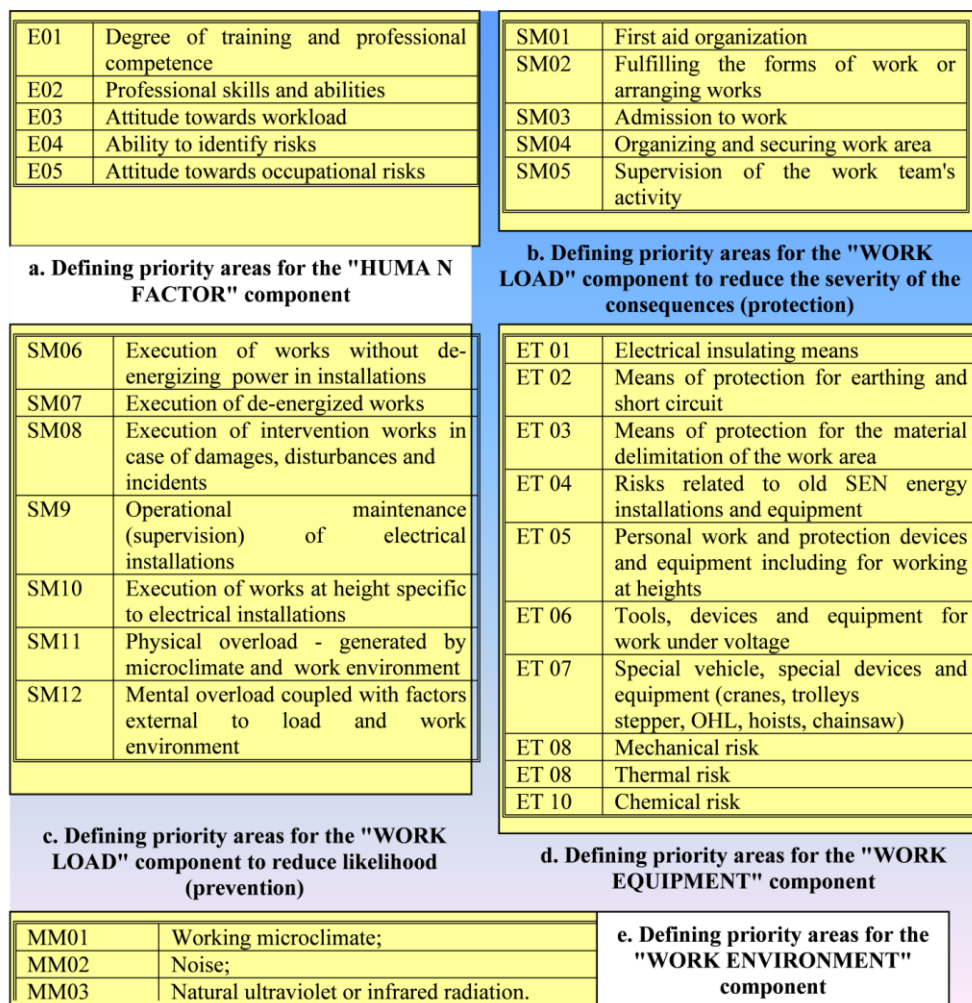 E01 Degree of training and professional
competence
E02 Professional skills and abilities
E03 Attitude towards workload
E04 Ability to identify risks
E05 Attitude towards occupational risks
a. Defining priority areas for the "HUMA N
FACTOR" component
SM01 First aid organization
SM02 Fulfilling the forms of work or
arranging works
SM03 Admission to work
SM04 Organizing and securing work area
SM05 Supervision of the work team's
activity
b. Defining priority areas for the "WORK
LOAD" component to reduce the severity of the
consequences (protection)
SM06 Execution of works without de-
energizing power in installations
SM07 Execution of de-energized works
SM08 Execution of intervention works in
case of damages, disturbances and
incidents
SM9 Operational maintenance
(supervision) of electrical
installations
SM10 Execution of works at height specific
to electrical installations
SM11 Physical overload - generated by
microclimate and work environment
SM12 Mental overload coupled with factors
external to load and work
environment
c. Defining priority areas for the "WORK
LOAD" component to reduce likelihood
(prevention)
ET 01 Electrical insulating means
ET 02 Means of protection for earthing and
short circuit
ET 03 Means of protection for the material
delimitation of the work area
ET 04 Risks related to old SEN energy
installations and equipment
ET 05 Personal work and protection devices
and equipment including for working
at heights
ET 06 Tools, devices and equipment for
work under voltage
ET 07 Special vehicle, special devices and
equipment (cranes, trolleys
stepper, OHL, hoists, chainsaw)
ET 08 Mechanical risk
ET 08 Thermal risk
ET 10 Chemical risk
d. Defining priority areas for the "WORK
EQUIPMENT" component
MM01 Working microclimate;
MM02 Noise;
MM03 Natural ultraviolet or infrared radiation.
e. Defining priority areas for the
"WORK ENVIRONMENT"
component